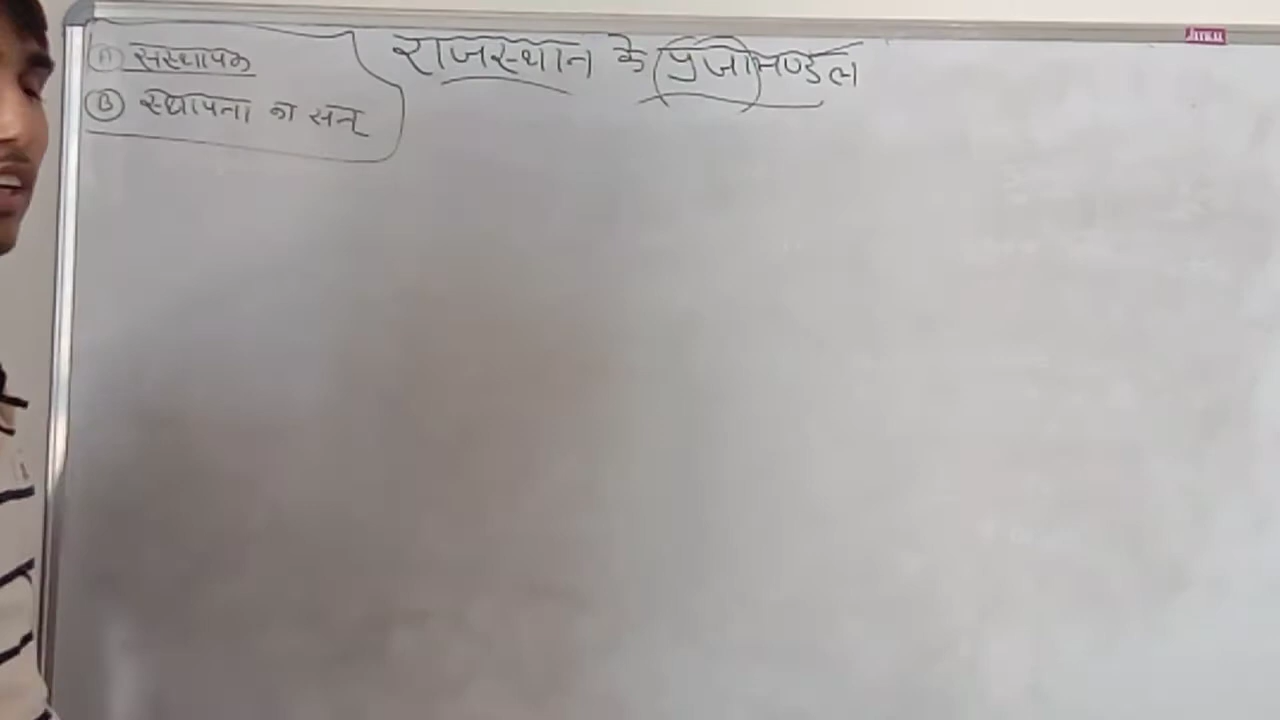 राजस्थान के प्रजामण्डल
(A) संस्थापक
(B) स्थापना का सन्